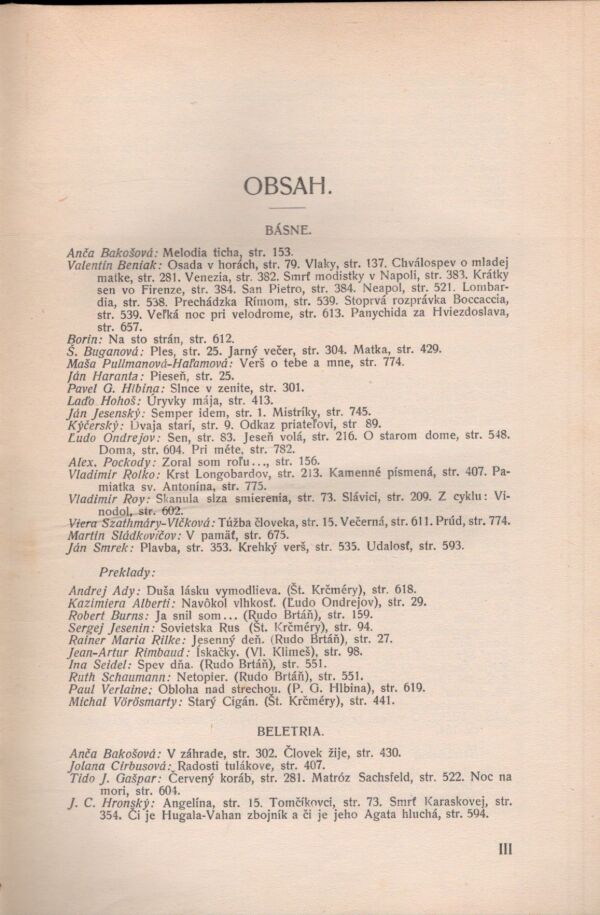 OBSAH.
BÁSNE.
Anča Bakošová: Melodia ticha, str. 153.
Valentin Beniak: Osada v horách, str. 79. Vlaky, str. 137. Chválospev o mladej
matke, str. 281. Venezia, str. 382. Smrť modistky v Napoli, str. 383. Krátky
sen vo Firenze, str. 384. San Pietro, str. 384. Neapol, str. 521. Lombar-
dia, str. 538. Prechádzka Rímom, str. 539. Stoprvá rozprávka Boccaccia,
str. 539. Veľká noc pri velodrome, str. 613. Panychida za Hviezdoslava,
str. 657.
Borin: Na sto strán, str. 612.
Š. Buganová: Ples, str. 25. Jarný večer, str. 304. Matka, str. 429.
Maša Pullmanová-Haľamová: Verš o tebe a mne, str. 774.
Ján Haranta: Pieseň, str. 25.
Pavel G. Hlbina: Slnce v zenite, str. 301.
Laďo Hohoš: Úryvky mája, str. 413.
Ján Jesenský: Semper idem, str. 1. Mistríky, str. 745.
Kýčerský: Dvaja starí, str. 9. Odkaz priateľovi, str 89.
Ľudo Ondrejov: Sen, str. 83. Jeseň volá, str. 216. O starom dome, str. 548.
Doma, str. 604. Pri méte, str. 782.
Alex. Pockody: Zoral som roľu..., str. 156.
Vladimír Roľko: Krst Longobardov, str. 213. Kamenné písmená, str. 407. Pa-
miatka sv. Antonína, str. 775.
Vladimír Roy: Skanula slza smierenia, str. 73. Slávici, str. 209. Z cyklu: Vi-
nodol, str. 602.
Viera Szathmáry-Vlčková: Túžba človeka, str. 15. Večerná, str. 611. Prúd, str. 774.
Martin Sládkovičov: V pamäť, str. 675.
Ján Smrek: Plavba, str. 353. Krehký verš, str. 535. Udalosť, str. 593.
Preklady:
Andrej Ady: Duša lásku vymodlieva. (Št. Krčméry), str. 618.
Kazimiera Alberti: Navôkol vlhkosť. (Ľudo Ondrejov), str. 29.
Robert Burns: Ja snil som... (Rudo Brtáň), str. 159.
Sergej Jesenin: Sovietska Rus (Št. Krčméry), str. 94.
Rainer Maria Rilke: Jesenný deň. (Rudo Brtáň), str. 27.
Jean-Artur Rimbaud: Ískačky. (Vl. Klimeš), str. 98.
Ina Seidel: Spev dňa. (Rudo Brtáň), str. 551.
Ruth Schaumann: Netopier. (Rudo Brtáň), str. 551.
Paul Verlaine: Obloha nad strechou. (P. G. Hlbina), str. 619.
Michal Vörösmarty: Starý Cigán. (Št. Krčméry), str. 441.
BELETRIA.
Anča Bakošová: V záhrade, str. 302. Človek žije, str. 430.
Jolana Cirbusová: Radosti tulákove, str. 407.
Tido J. Gašpar: Červený koráb, str. 281. Matróz Sachsfeld, str. 522. Noc na
mori, str. 604.
J. C. Hronský: Angelína, str. 15. Tomčíkovci, str. 73. Smrť Karaskovej, str.
354. Či je Hugala-Vahan zbojník a či je jeho Agata hluchá, str. 594.
III